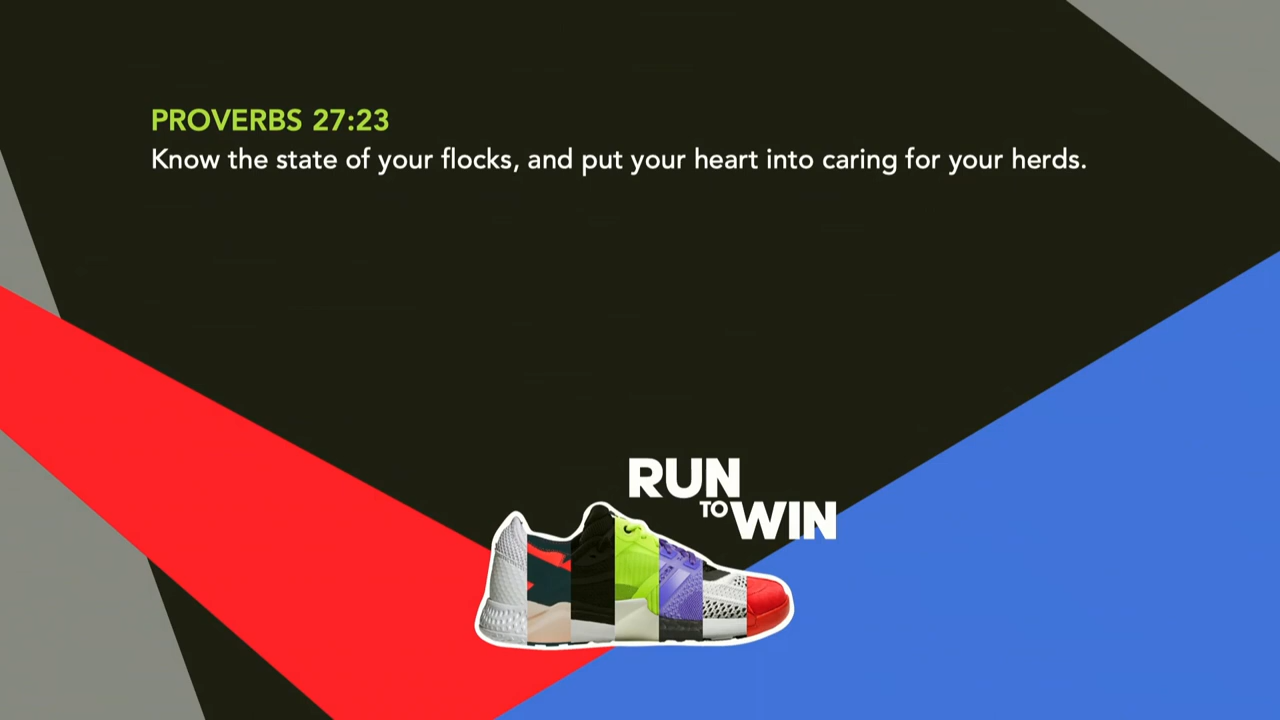 PROVERBS 27:23
Know the state of your flocks, and put your heart into caring for your herds.
RUN
TO WIN